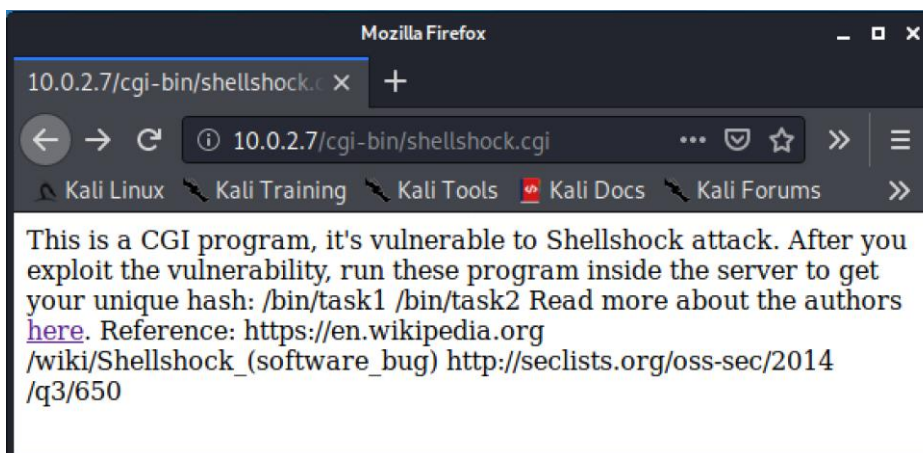 Mozilla Firefox
10.0.2.7/cgi-bin/shellshock.c
10.0.2.7/cgi-bin/shellshock.cgi
Kali Linux Kali Training Kali Tools Kali Docs Kali Forums
This is a CGI program, it's vulnerable to Shellshock attack. After you
exploit the vulnerability, run these program inside the server to get
your unique hash: /bin/task1 /bin/task2 Read more about the authors
here. Reference: https://en.wikipedia.org
/wiki/Shellshock_(software_bug) http://seclists.org/oss-sec/2014
/q3/650